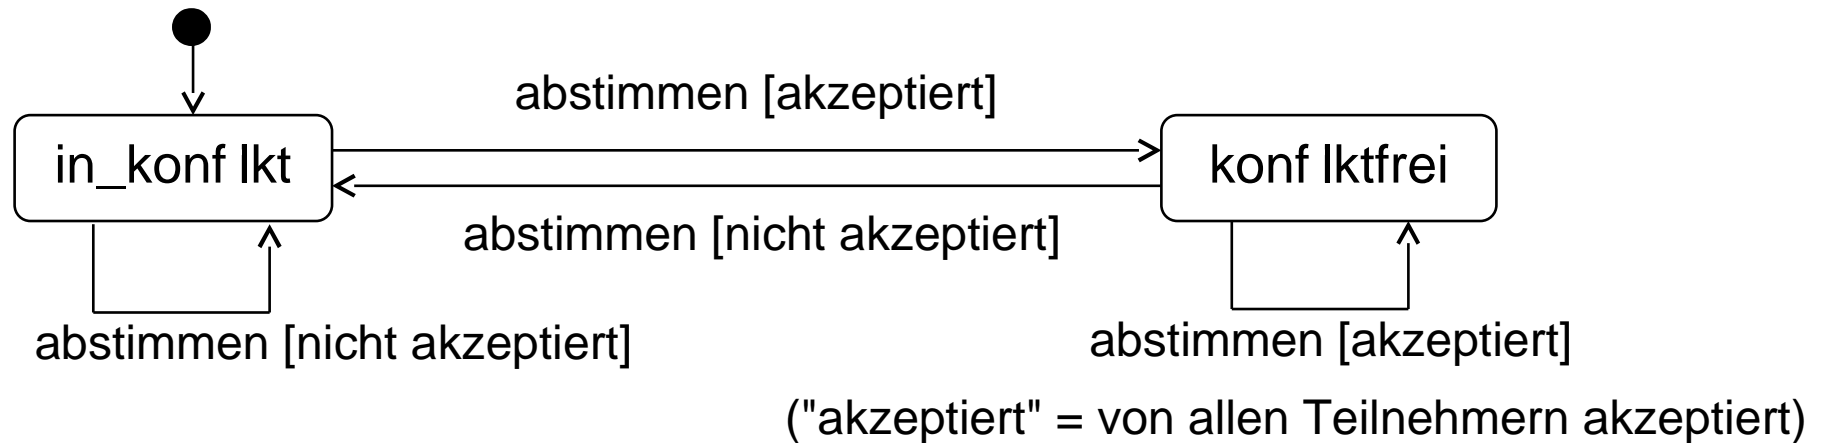 abstimmen [akzeptiert]
in_konf lkt
konf lktfrei
abstimmen [nicht akzeptiert]
abstimmen [nicht akzeptiert]
abstimmen [akzeptiert]
("akzeptiert" = von allen Teilnehmern akzeptiert)